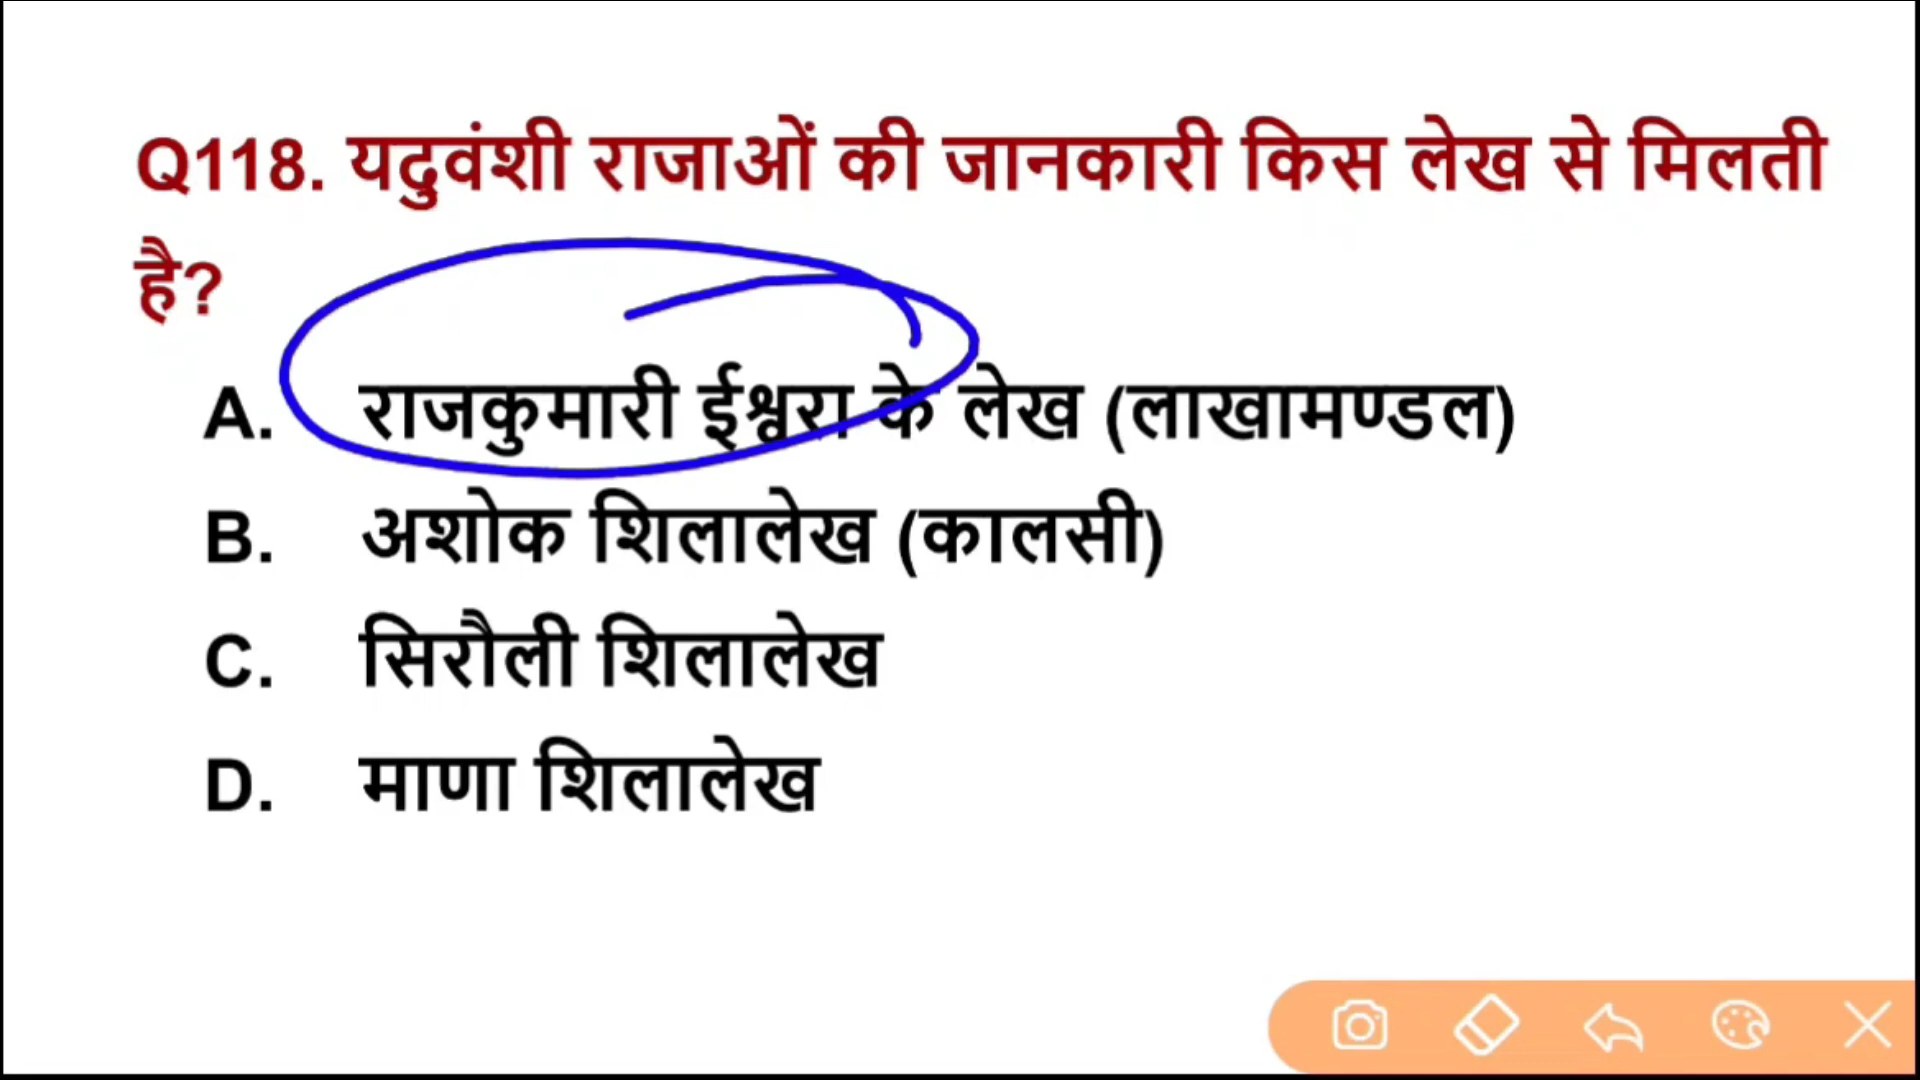 Q118. यदुवंशी राजाओं की जानकारी किस लेख से मिलती
है?
A. राजकुमारी ईश्वरा के लेख (लाखामण्डल)
B. अशोक शिलालेख (कालसी)
C. सिरौली शिलालेख
D. माणा शिलालेख